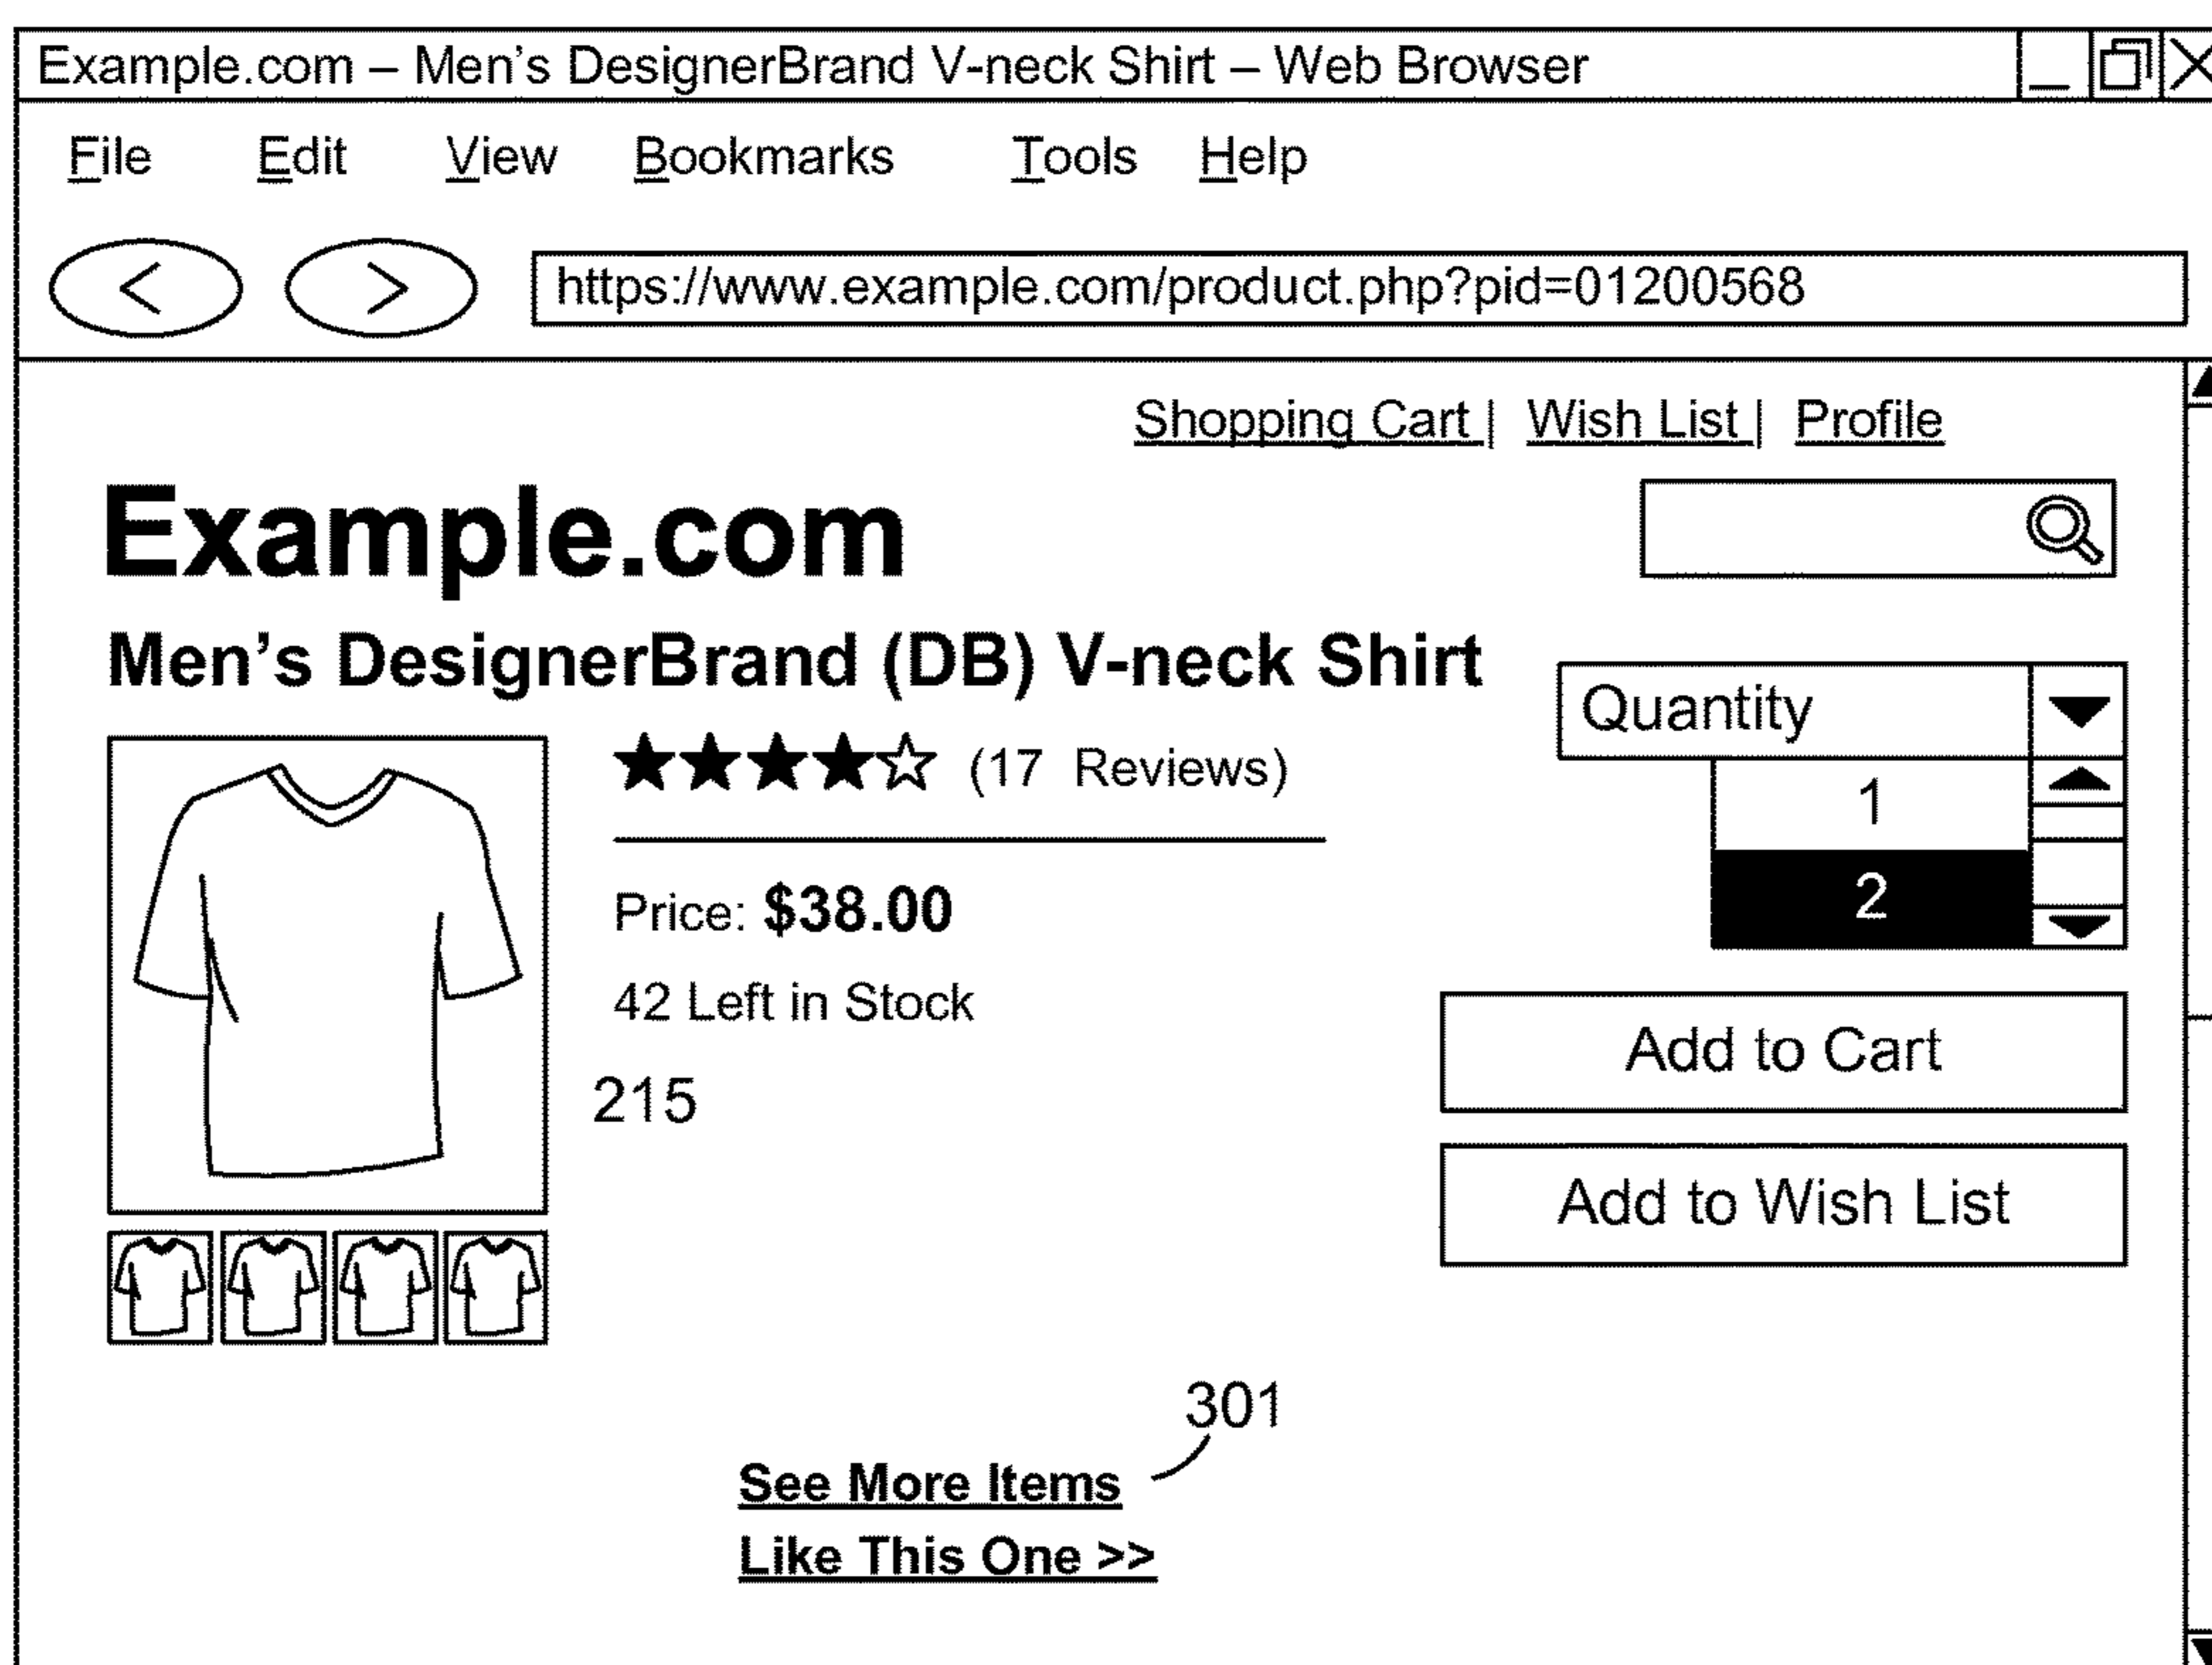 Example.com – Men's DesignerBrand V-neck Shirt – Web Browser
File Edit View Bookmarks Tools Help
https://www.example.com/product.php?pid=01200568
Shopping Cart | Wish List | Profile
Example.com
Men's DesignerBrand (DB) V-neck Shirt
Quantity
(17 Reviews)
1
2
Price: $38.00
42 Left in Stock
215
Add to Cart
Add to Wish List
301
See More Items
Like This One >>